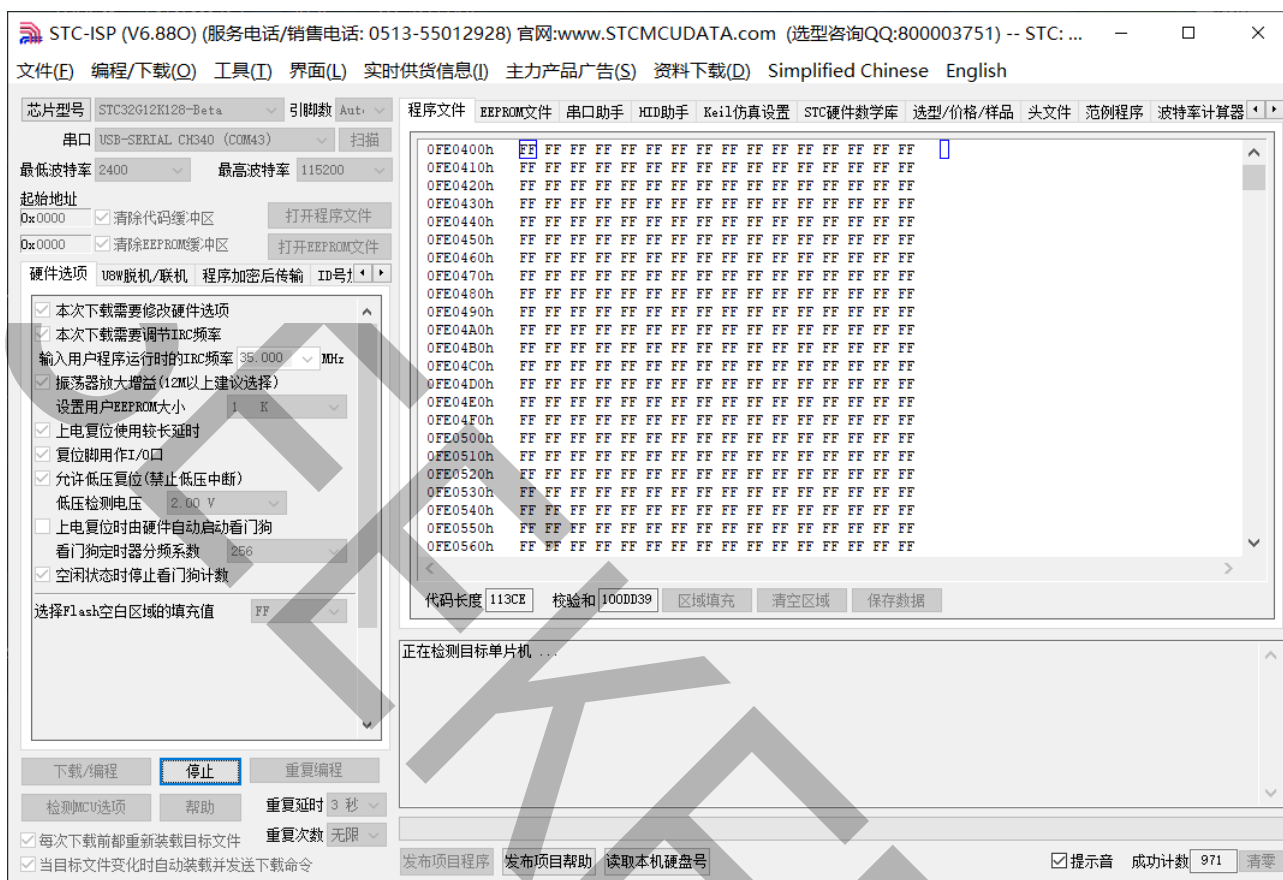 STC-ISP (V6.88O) (服务电话/销售电话: 0513-55012928) 官网:www.STCMCUDATA.com (选型咨询QQ:800003751) -- STC: ...
文件(F) 编程/下载(O) 工具(T) 界面(L) 实时供货信息(I) 主力产品广告(S) 资料下载(D) Simplified Chinese English
芯片型号 STC32G12K128-Beta 引脚数 Aut
串口 USB-SERIAL CH340 (COM43) 扫描
最低波特率 2400 最高波特率 115200
起始地址
0x0000 清除代码缓冲区 打开程序文件
0x0000 清除EEPROM缓冲区 打开EEPROM文件
硬件选项 U8W脱机/联机 程序加密后传输 ID号
本次下载需要修改硬件选项
本次下载需要调节IRC频率
输入用户程序运行时的IRC频率 35.000 MHz
振荡器放大增益(12M以上建议选择)
设置用户EEPROM大小 1 K
上电复位使用较长延时
复位脚用作I/O口
允许低压复位(禁止低压中断)
低压检测电压 2.00 V
上电复位时由硬件自动启动看门狗
看门狗定时器分频系数 256
空闲状态时停止看门狗计数
选择Flash空白区域的填充值 FF
下载/编程 停止 重复编程
检测MCU选项 帮助 重复延时 3 秒
每次下载前都重新装载目标文件 重复次数 无限
当目标文件变化时自动装载并发送下载命令
程序文件 EEPROM文件 串口助手 HID助手 Keil仿真设置 STC硬件数学库 选型/价格/样品 头文件 范例程序 波特率计算器
0FE0400h FF FF FF FF FF FF FF FF FF FF FF FF FF FF FF FF
0FE0410h FF FF FF FF FF FF FF FF FF FF FF FF FF FF FF FF
0FE0420h FF FF FF FF FF FF FF FF FF FF FF FF FF FF FF FF
0FE0430h FF FF FF FF FF FF FF FF FF FF FF FF FF FF FF FF
0FE0440h FF FF FF FF FF FF FF FF FF FF FF FF FF FF FF FF
0FE0450h FF FF FF FF FF FF FF FF FF FF FF FF FF FF FF FF
0FE0460h FF FF FF FF FF FF FF FF FF FF FF FF FF FF FF FF
0FE0470h FF FF FF FF FF FF FF FF FF FF FF FF FF FF FF FF
0FE0480h FF FF FF FF FF FF FF FF FF FF FF FF FF FF FF FF
0FE0490h FF FF FF FF FF FF FF FF FF FF FF FF FF FF FF FF
0FE04A0h FF FF FF FF FF FF FF FF FF FF FF FF FF FF FF FF
0FE04B0h FF FF FF FF FF FF FF FF FF FF FF FF FF FF FF FF
0FE04C0h FF FF FF FF FF FF FF FF FF FF FF FF FF FF FF FF
0FE04D0h FF FF FF FF FF FF FF FF FF FF FF FF FF FF FF FF
0FE04E0h FF FF FF FF FF FF FF FF FF FF FF FF FF FF FF FF
0FE04F0h FF FF FF FF FF FF FF FF FF FF FF FF FF FF FF FF
0FE0500h FF FF FF FF FF FF FF FF FF FF FF FF FF FF FF FF
0FE0510h FF FF FF FF FF FF FF FF FF FF FF FF FF FF FF FF
0FE0520h FF FF FF FF FF FF FF FF FF FF FF FF FF FF FF FF
0FE0530h FF FF FF FF FF FF FF FF FF FF FF FF FF FF FF FF
0FE0540h FF FF FF FF FF FF FF FF FF FF FF FF FF FF FF FF
0FE0550h FF FF FF FF FF FF FF FF FF FF FF FF FF FF FF FF
0FE0560h FF FF FF FF FF FF FF FF FF FF FF FF FF FF FF FF
代码长度 113CE 校验和 100DD39 区域填充 清空区域 保存数据
正在检测目标单片机 ...
发布项目程序 发布项目帮助 读取本机硬盘号 提示音 成功计数 971 清零